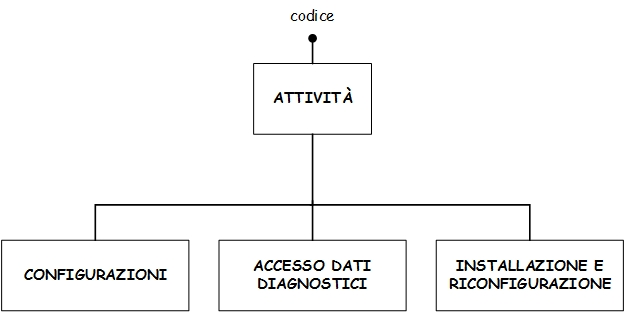 codice
ATTIVITÀ
CONFIGURAZIONI
ACCESSO DATI
DIAGNOSTICI
INSTALLAZIONE E
RICONFIGURAZIONE